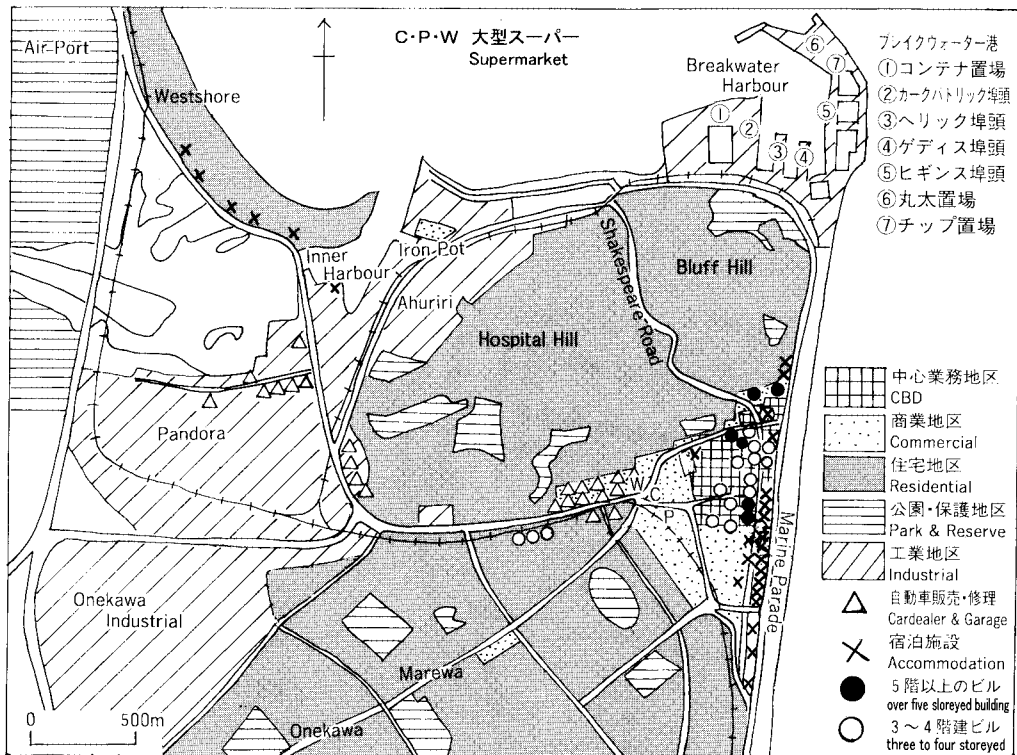 Air-Port
Westshore
C・P・W 大型スーパー
Supermarket
Breakwater
Harbour
①
②
③
④
⑤
⑥
⑦
ブレイクウォーター港
①コンテナ置場
②カークパトリック埠頭
③ヘリック埠頭
④ゲディス埠頭
⑤ヒギンス埠頭
⑥丸太置場
⑦チップ置場
Inner
Harbour
Iron Pot
Ahuriri
Shakespeare Road
Bluff Hill
Hospital Hill
Pandora
W
C
P
Marine Parade
Onekawa
Industrial
Marewa
Onekawa
0 500m
中心業務地区
CBD
商業地区
Commercial
住宅地区
Residential
公園・保護地区
Park & Reserve
工業地区
Industrial
自動車販売・修理
Cardealer & Garage
宿泊施設
Accommodation
5階以上のビル
over five storeyed building
3～4階建ビル
three to four storeyed